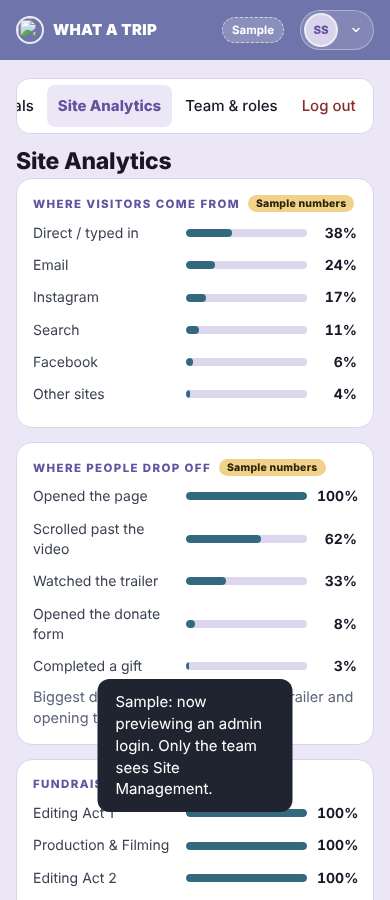 WHAT A TRIP
Sample
SS
als
Site Analytics
Team & roles
Log out
Site Analytics
WHERE VISITORS COME FROM
Sample numbers
Direct / typed in
38%
Email
24%
Instagram
17%
Search
11%
Facebook
6%
Other sites
4%
WHERE PEOPLE DROP OFF
Sample numbers
Opened the page
100%
Scrolled past the
video
62%
Watched the trailer
33%
Opened the donate
form
8%
Completed a gift
3%
Biggest
railer and
opening
Sample: now
previewing an admin
login. Only the team
sees Site
Management.
Editing Act 1
100%
Production & Filming
100%
Editing Act 2
100%